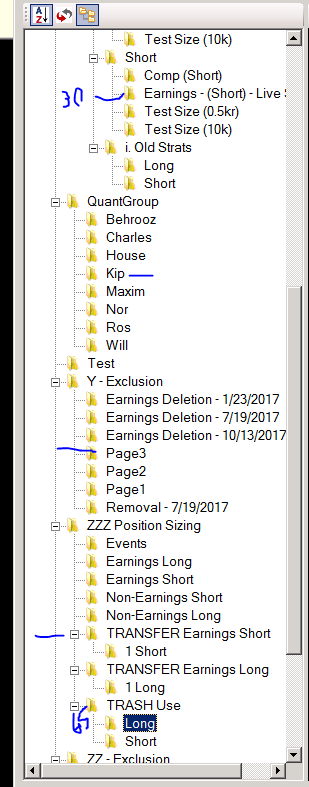 A
Z
Test Size (10k)
Short
Comp (Short)
30
Earnings - (Short) - Live
Test Size (0.5kr)
Test Size (10k)
i. Old Strats
Long
Short
QuantGroup
Behrooz
Charles
House
Kip
Maxim
Nor
Ros
Will
Test
Y - Exclusion
Earnings Deletion - 1/23/2017
Earnings Deletion - 7/19/2017
Earnings Deletion - 10/13/2017
Page3
Page2
Page1
Removal - 7/19/2017
ZZZ Position Sizing
Events
Earnings Long
Earnings Short
Non-Earnings Short
Non-Earnings Long
TRANSFER Earnings Short
1 Short
TRANSFER Earnings Long
1 Long
TRASH Use
Long
Short
ZZ - Exclusion